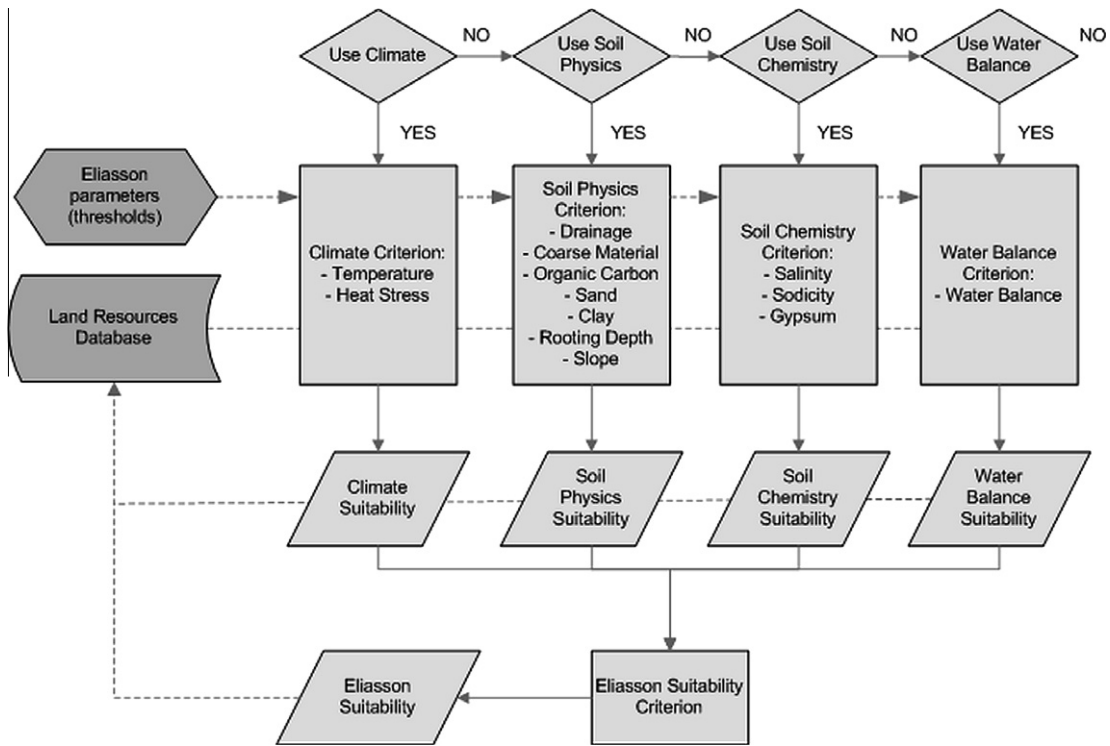 Use Climate
NO
Use Soil
Physics
NO
Use Soil
Chemistry
NO
Use Water
Balance
NO
YES
YES
YES
YES
Eliasson
parameters
(thresholds)
Land Resources
Database
Climate Criterion:
- Temperature
- Heat Stress
Soil Physics
Criterion:
- Drainage
- Coarse Material
- Organic Carbon
- Sand
- Clay
- Rooting Depth
- Slope
Soil Chemistry
Criterion:
- Salinity
- Sodicity
- Gypsum
Water Balance
Criterion:
- Water Balance
Climate
Suitability
Soil
Physics
Suitability
Soil
Chemistry
Suitability
Water
Balance
Suitability
Eliasson
Suitability
Eliasson Suitability
Criterion